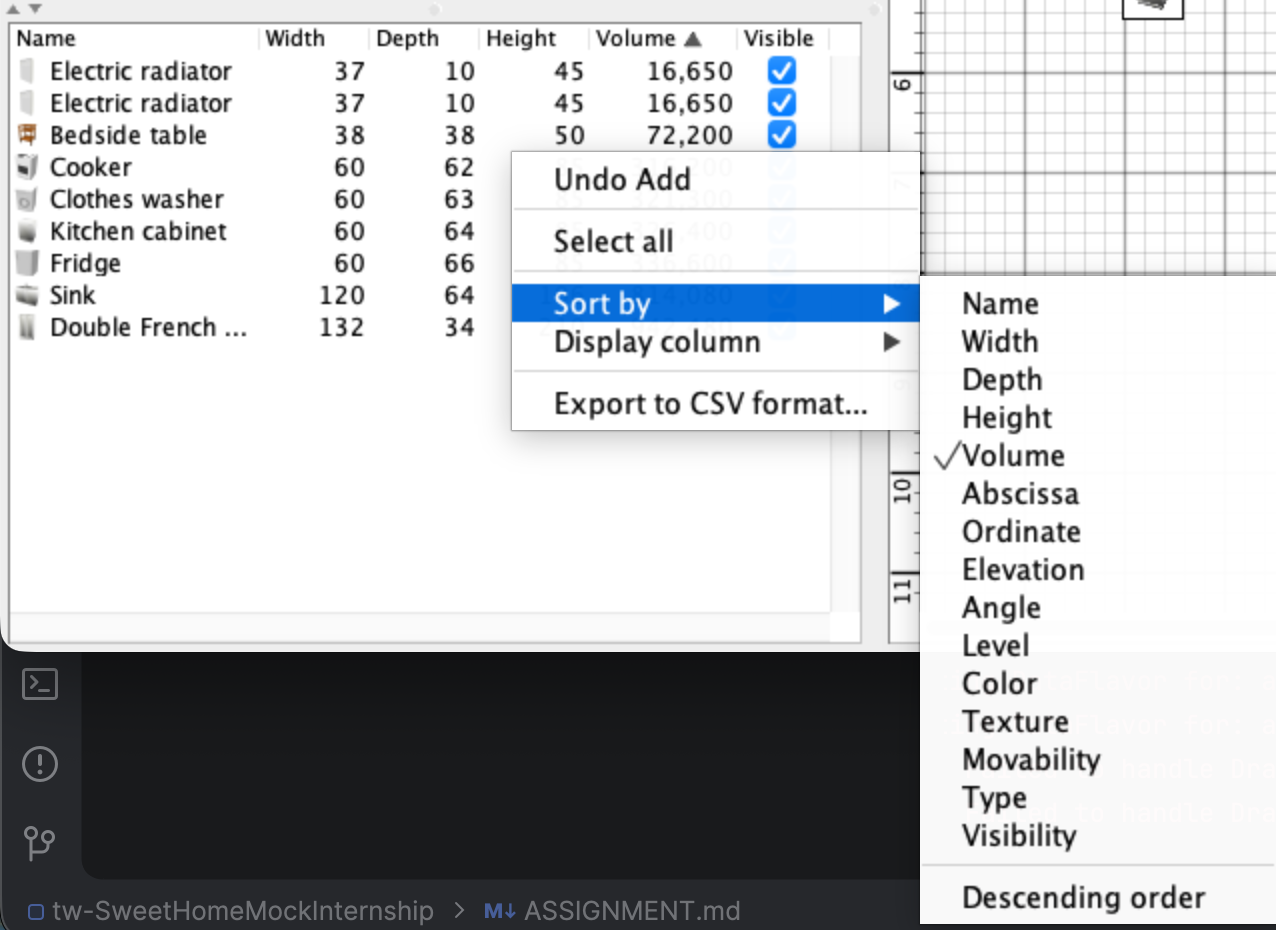 Name Width Depth Height Volume ▲ Visible
Electric radiator 37 10 45 16,650
Electric radiator 37 10 45 16,650
Bedside table 38 38 50 72,200
Cooker 60 62
Clothes washer 60 63
Kitchen cabinet 60 64
Fridge 60 66
Sink 120 64
Double French ... 132 34
Undo Add
Select all
Sort by
Display column
Export to CSV format...
Name
Width
Depth
Height
Volume
Abscissa
Ordinate
Elevation
Angle
Level
Color
Texture
Movability
Type
Visibility
Descending order
6
10
11
tw-SweetHomeMockInternship > M↓ ASSIGNMENT.md